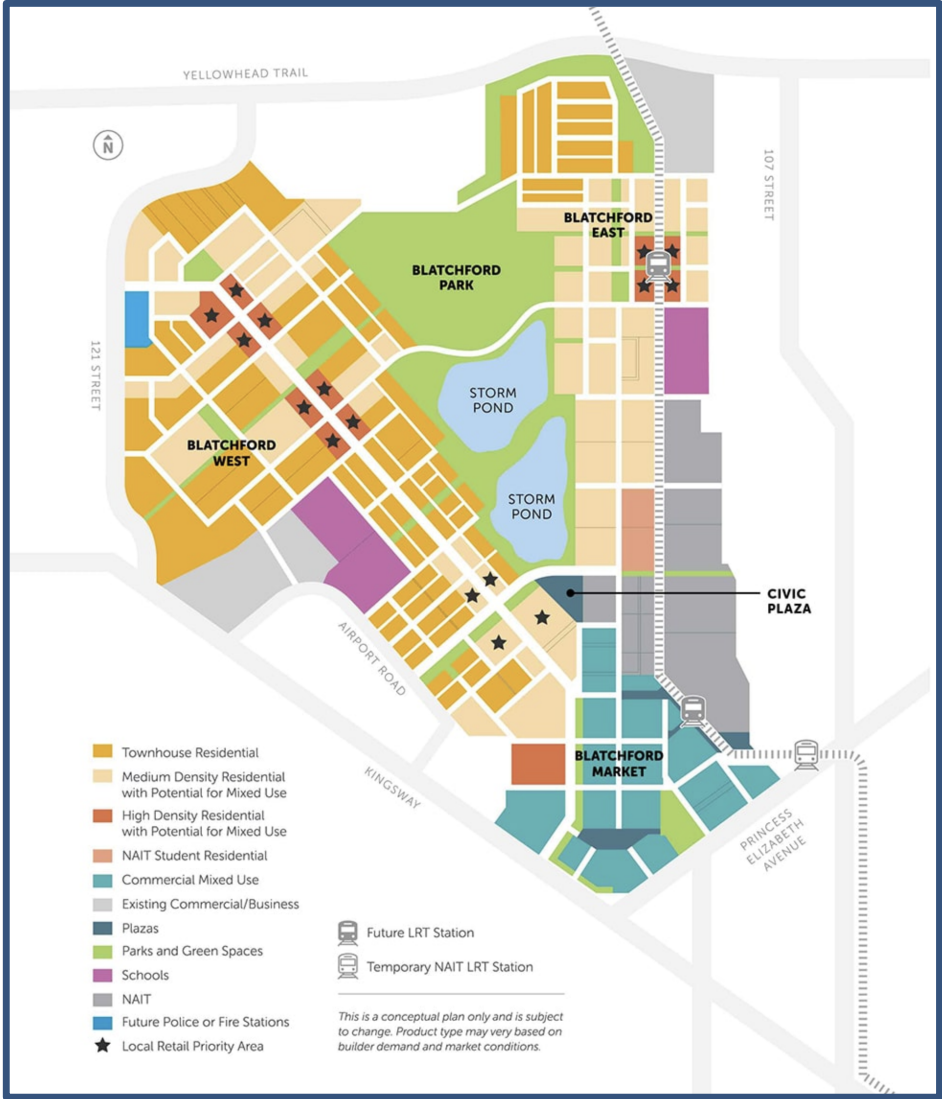 YELLOWHEAD TRAIL
N
107 STREET
BLATCHFORD
EAST
BLATCHFORD
PARK
121 STREET
STORM
POND
BLATCHFORD
WEST
STORM
POND
CIVIC
PLAZA
AIRPORT ROAD
BLATCHFORD
MARKET
KINGSWAY
PRINCESS
ELIZABETH
AVENUE
Townhouse Residential
Medium Density Residential
with Potential for Mixed Use
High Density Residential
with Potential for Mixed Use
NAIT Student Residential
Commercial Mixed Use
Existing Commercial/Business
Plazas
Parks and Green Spaces
Schools
NAIT
Future Police or Fire Stations
Local Retail Priority Area
Future LRT Station
Temporary NAIT LRT Station
This is a conceptual plan only and is subject
to change. Product type may very based on
builder demand and market conditions.